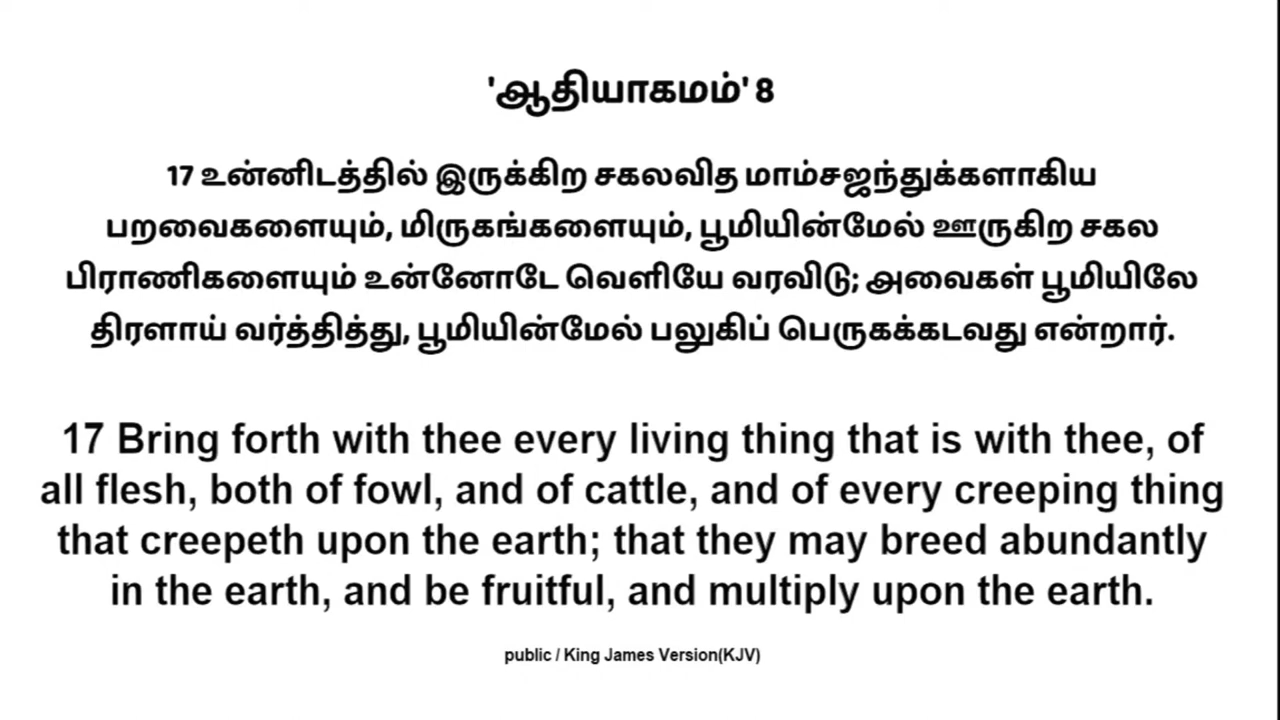 'ஆதியாகமம்' 8
17 உன்னிடத்தில் இருக்கிற சகலவித மாம்சஜந்துக்களாகிய
பறவைகளையும், மிருகங்களையும், பூமியின்மேல் ஊருகிற சகல
பிராணிகளையும் உன்னோடே வெளியே வரவிடு; அவைகள் பூமியிலே
திரளாய் வர்த்தித்து, பூமியின்மேல் பலுகிப் பெருகக்கடவது என்றார்.
17 Bring forth with thee every living thing that is with thee, of
all flesh, both of fowl, and of cattle, and of every creeping thing
that creepeth upon the earth; that they may breed abundantly
in the earth, and be fruitful, and multiply upon the earth.
public / King James Version(KJV)